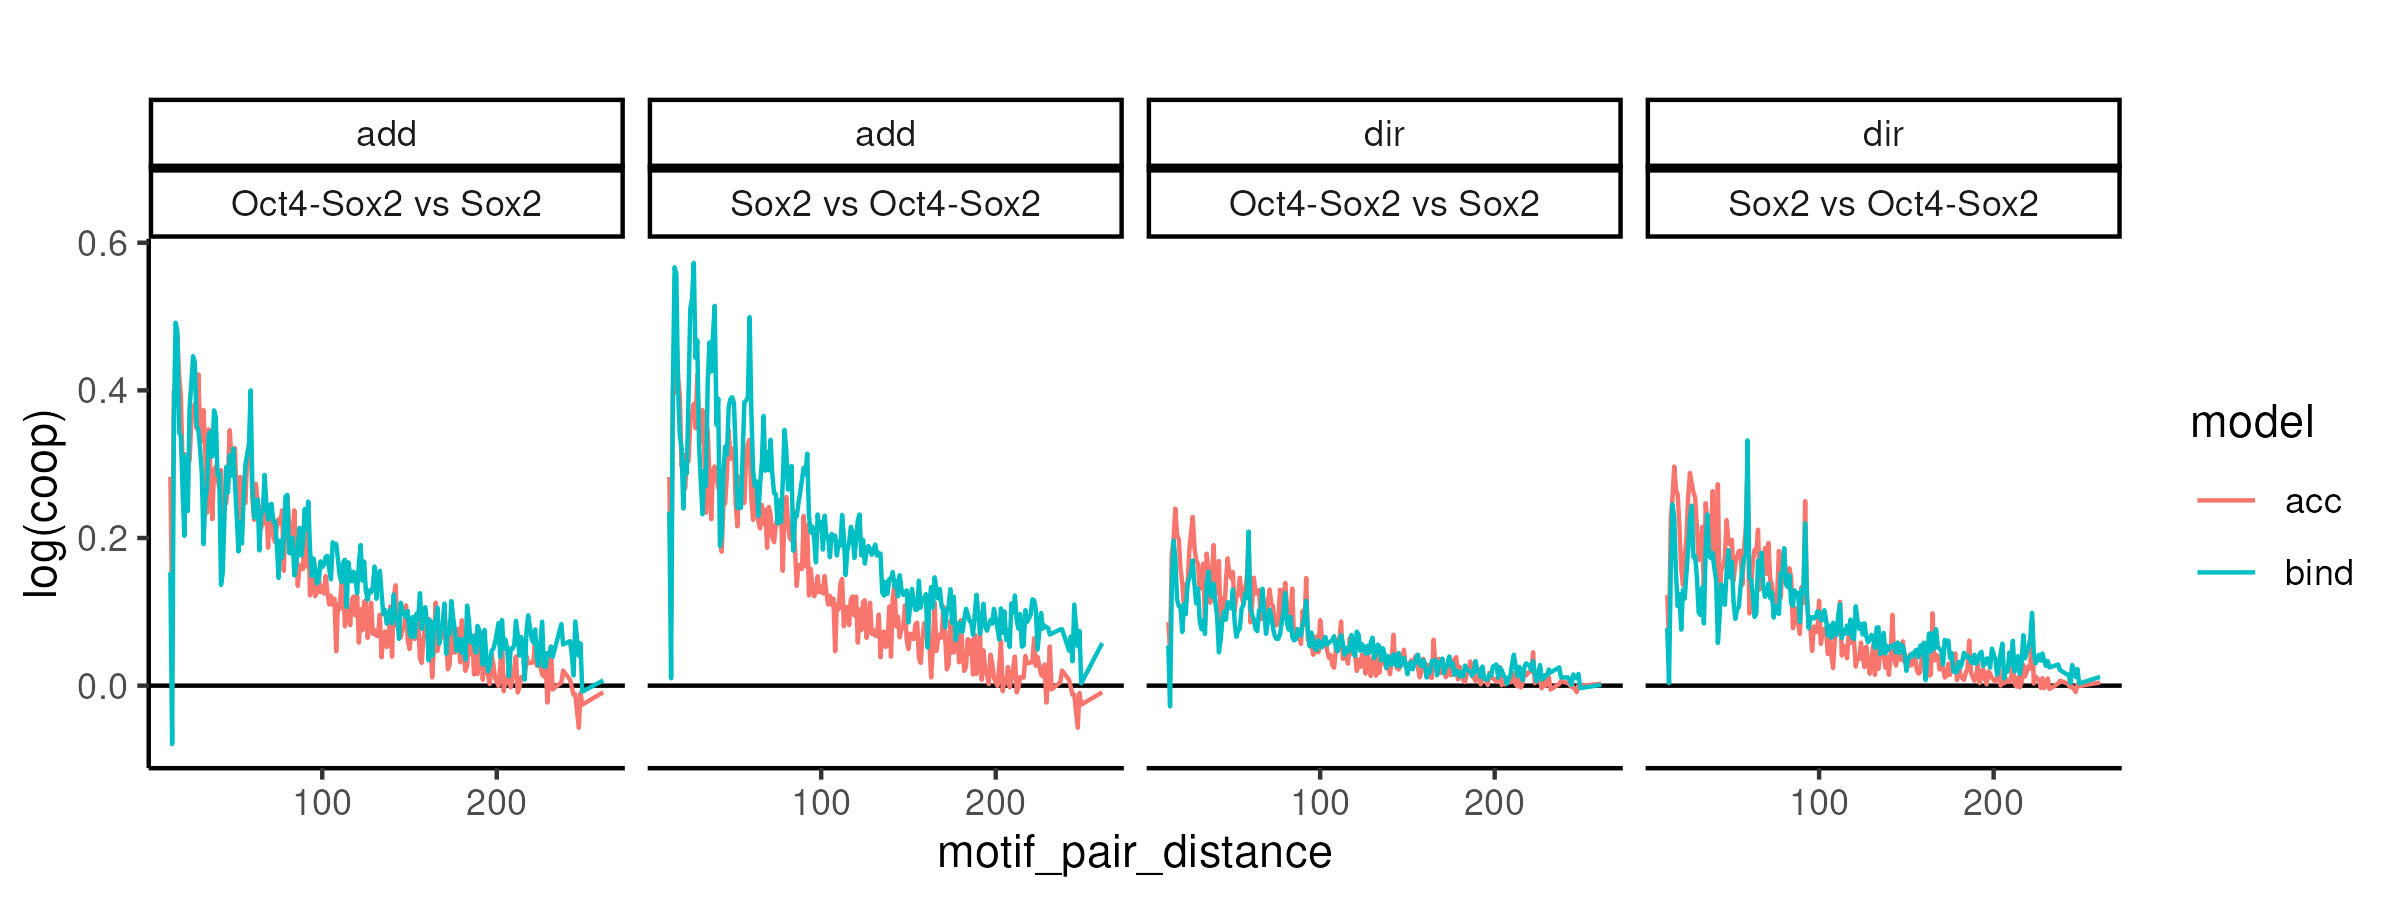 add
add
dir
dir
Oct4-Sox2 vs Sox2
Sox2 vs Oct4-Sox2
Oct4-Sox2 vs Sox2
Sox2 vs Oct4-Sox2
0.6
0.4
0.2
0.0
log(coop)
100
200
100
200
100
200
100
200
motif_pair_distance
model
acc
bind